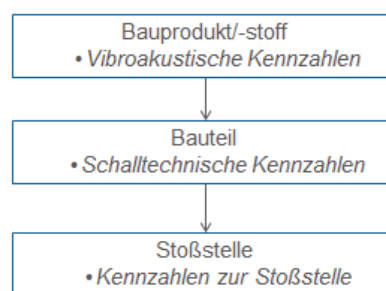 Bauprodukt/-stoff
• Vibroakustische Kennzahlen
Bauteil
• Schalltechnische Kennzahlen
Stoßstelle
• Kennzahlen zur Stoßstelle